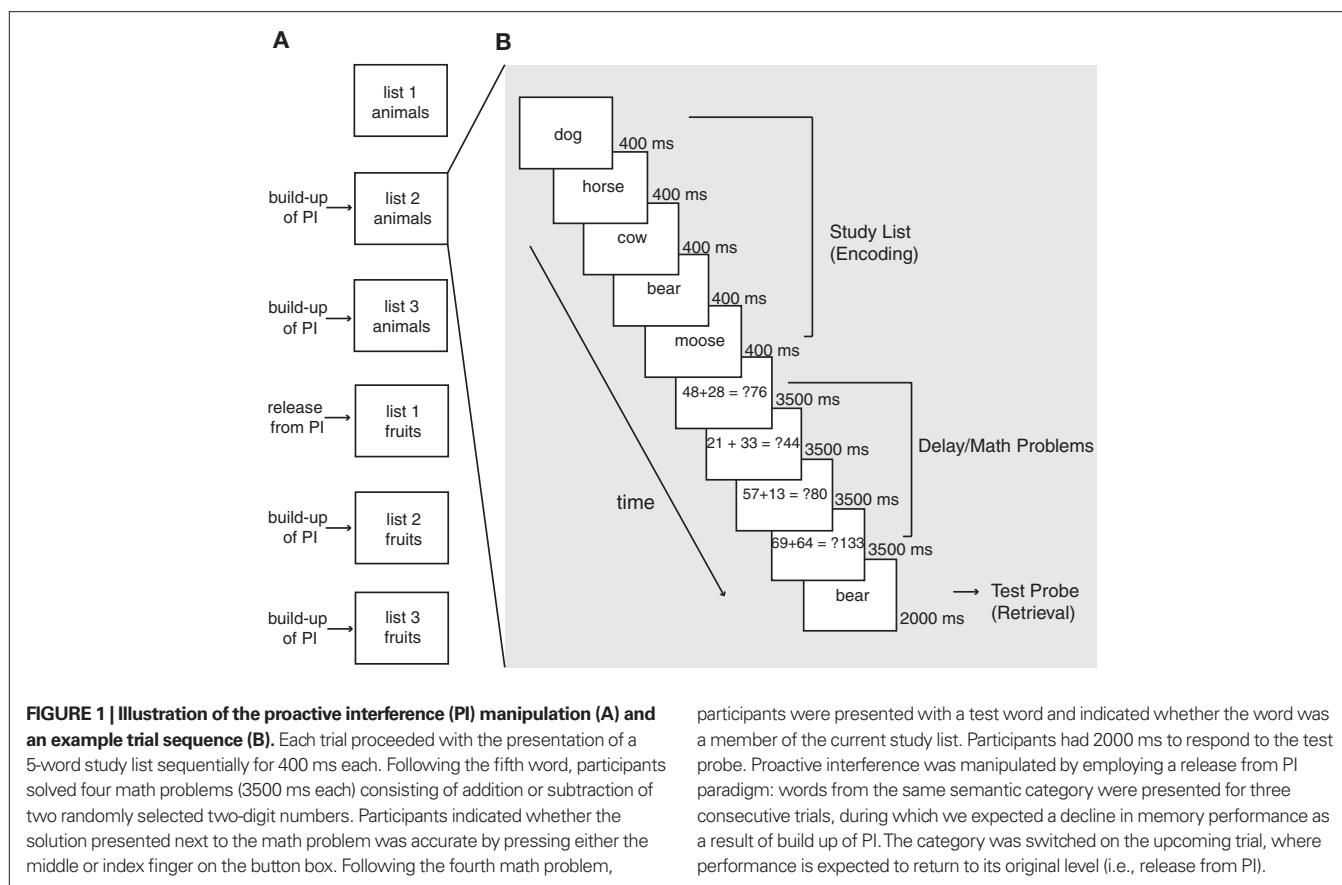 A
B
list 1
animals
build-up
of PI
list 2
animals
build-up
of PI
list 3
animals
release
from PI
list 1
fruits
build-up
of PI
list 2
fruits
build-up
of PI
list 3
fruits
dog
400 ms
horse
400 ms
cow
400 ms
bear
400 ms
moose
400 ms
Study List
(Encoding)
48+28 = ?76
3500 ms
21 + 33 = ?44
3500 ms
57+13 = ?80
3500 ms
69+64 = ?133
3500 ms
Delay/Math Problems
time
bear
2000 ms
Test Probe
(Retrieval)
FIGURE 1 | Illustration of the proactive interference (PI) manipulation (A) and
an example trial sequence (B). Each trial proceeded with the presentation of a
5-word study list sequentially for 400 ms each. Following the fifth word, participants
solved four math problems (3500 ms each) consisting of addition or subtraction of
two randomly selected two-digit numbers. Participants indicated whether the
solution presented next to the math problem was accurate by pressing either the
middle or index finger on the button box. Following the fourth math problem,
participants were presented with a test word and indicated whether the word was
a member of the current study list. Participants had 2000 ms to respond to the test
probe. Proactive interference was manipulated by employing a release from PI
paradigm: words from the same semantic category were presented for three
consecutive trials, during which we expected a decline in memory performance as
a result of build up of PI. The category was switched on the upcoming trial, where
performance is expected to return to its original level (i.e., release from PI).